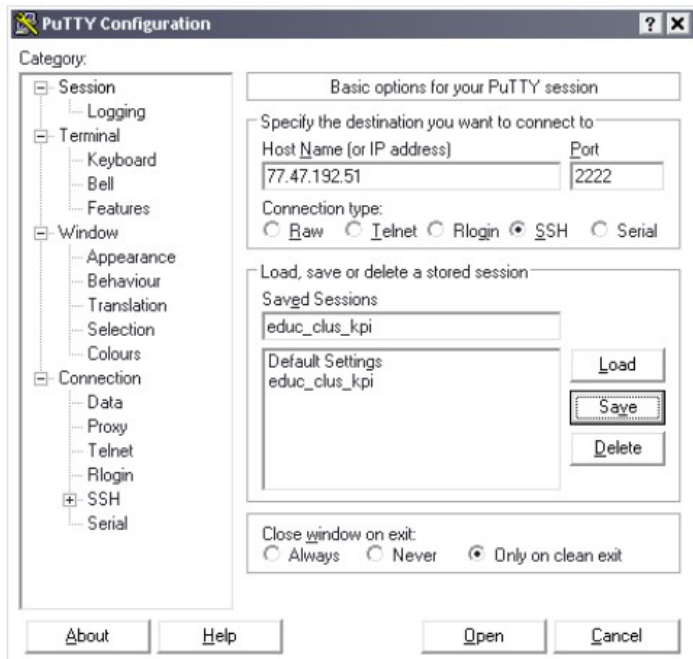 PuTTY Configuration
Category:
Session
Logging
Terminal
Keyboard
Bell
Features
Window
Appearance
Behaviour
Translation
Selection
Colours
Connection
Data
Proxy
Telnet
Rlogin
SSH
Serial
Basic options for your PuTTY session
Specify the destination you want to connect to
Host Name (or IP address) Port
77.47.192.51 2222
Connection type:
Raw Telnet Rlogin SSH Serial
Load, save or delete a stored session
Saved Sessions
educ_clus_kpi
Default Settings
educ_clus_kpi
Load
Save
Delete
Close window on exit:
Always Never Only on clean exit
About Help Open Cancel